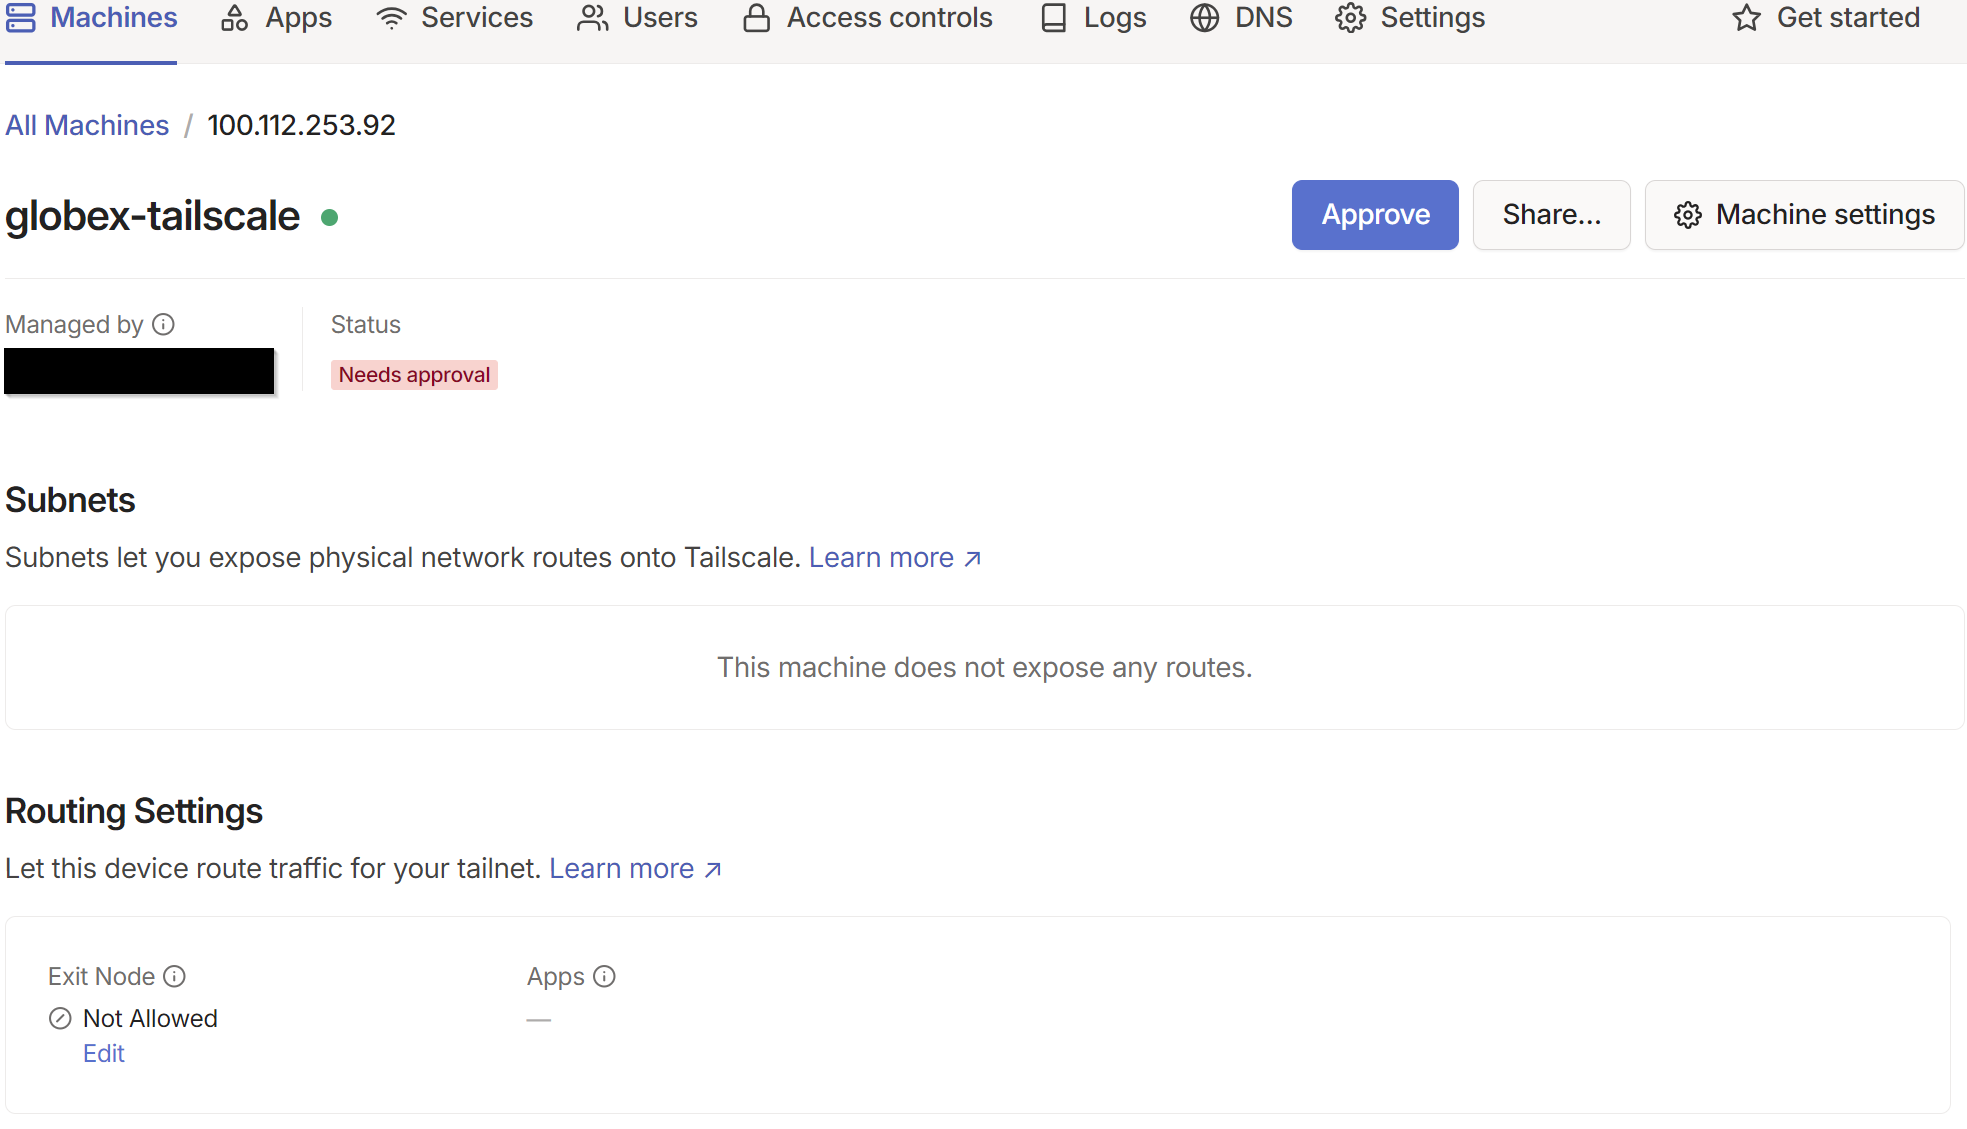 Machines Apps Services Users Access controls Logs DNS Settings Get started
All Machines / 100.112.253.92
globex-tailscale Approve Share... Machine settings
Managed by Status
Needs approval
Subnets
Subnets let you expose physical network routes onto Tailscale. Learn more ↗
This machine does not expose any routes.
Routing Settings
Let this device route traffic for your tailnet. Learn more ↗
Exit Node Apps
Not Allowed —
Edit